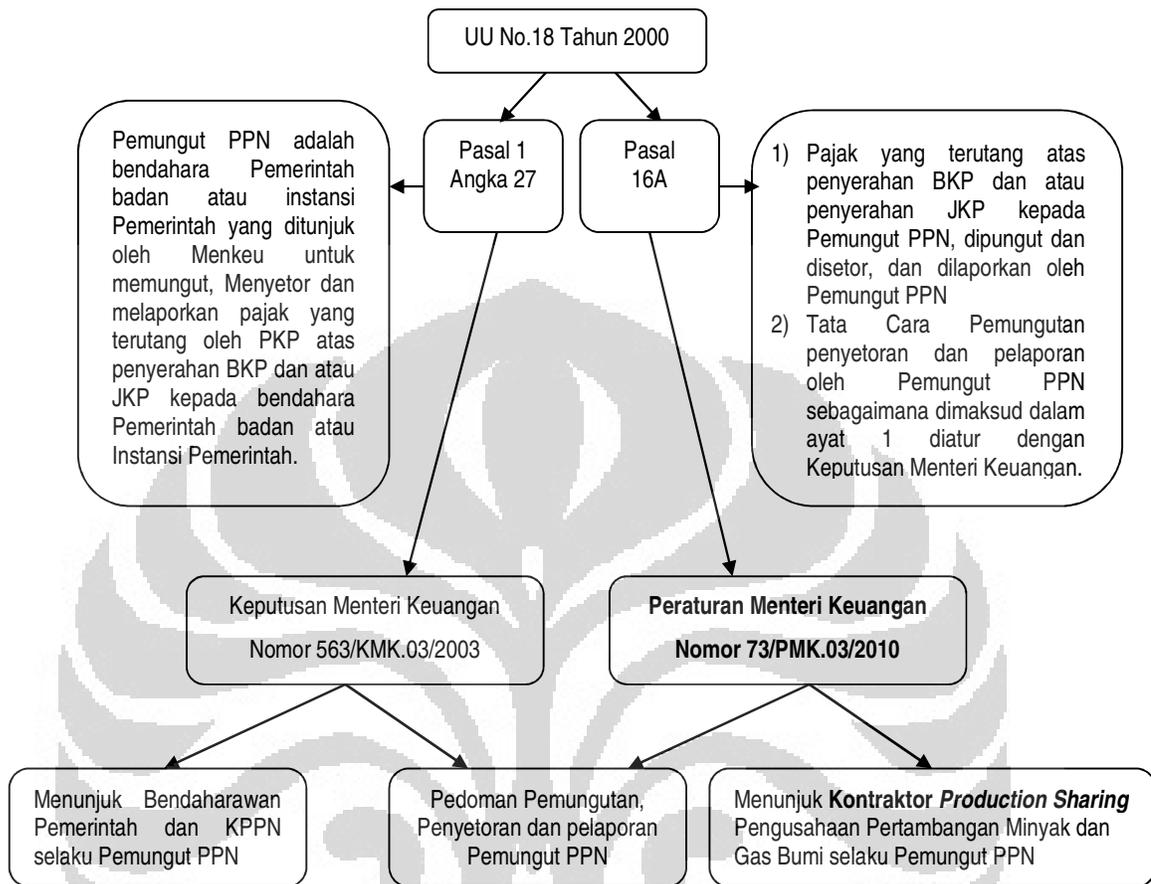 UU No.18 Tahun 2000
Pemungut PPN adalah
bendahara Pemerintah
badan atau instansi
Pemerintah yang ditunjuk
oleh Menkeu untuk
memungut, Menyetor dan
melaporkan pajak yang
terutang oleh PKP atas
penyerahan BKP dan atau
JKP kepada bendahara
Pemerintah badan atau
Instansi Pemerintah.
Pasal 1
Angka 27
Pasal
16A
1) Pajak yang terutang atas
penyerahan BKP dan atau
penyerahan JKP kepada
Pemungut PPN, dipungut dan
disetor, dan dilaporkan oleh
Pemungut PPN
2) Tata Cara Pemungutan
penyetoran dan pelaporan
oleh Pemungut PPN
sebagaimana dimaksud dalam
ayat 1 diatur dengan
Keputusan Menteri Keuangan.
Keputusan Menteri Keuangan
Nomor 563/KMK.03/2003
Peraturan Menteri Keuangan
Nomor 73/PMK.03/2010
Menunjuk Bendaharawan
Pemerintah dan KPPN
selaku Pemungut PPN
Pedoman Pemungutan,
Penyetoran dan pelaporan
Pemungut PPN
Menunjuk Kontraktor Production Sharing
Pengusahaan Pertambangan Minyak dan
Gas Bumi selaku Pemungut PPN